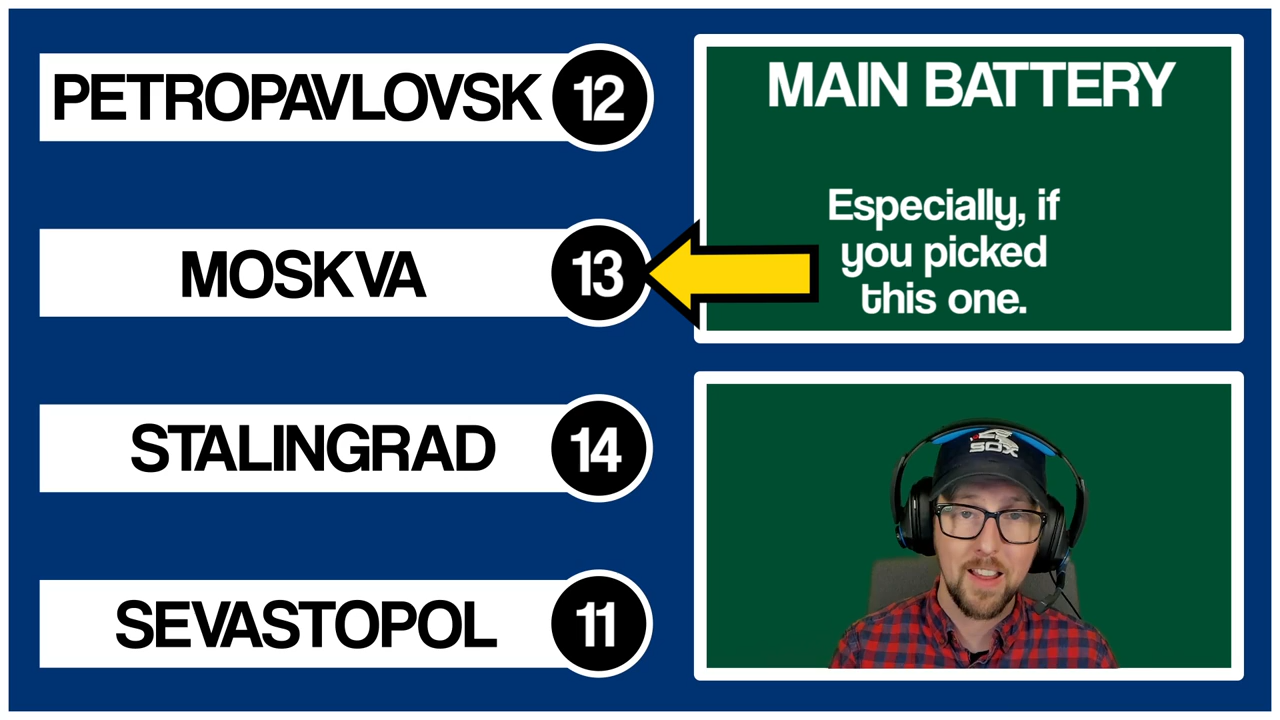 PETROPAVLOVSK 12
MOSKVA 13
STALINGRAD 14
SEVASTOPOL 11
MAIN BATTERY
Especially, if
you picked
this one.
SOX